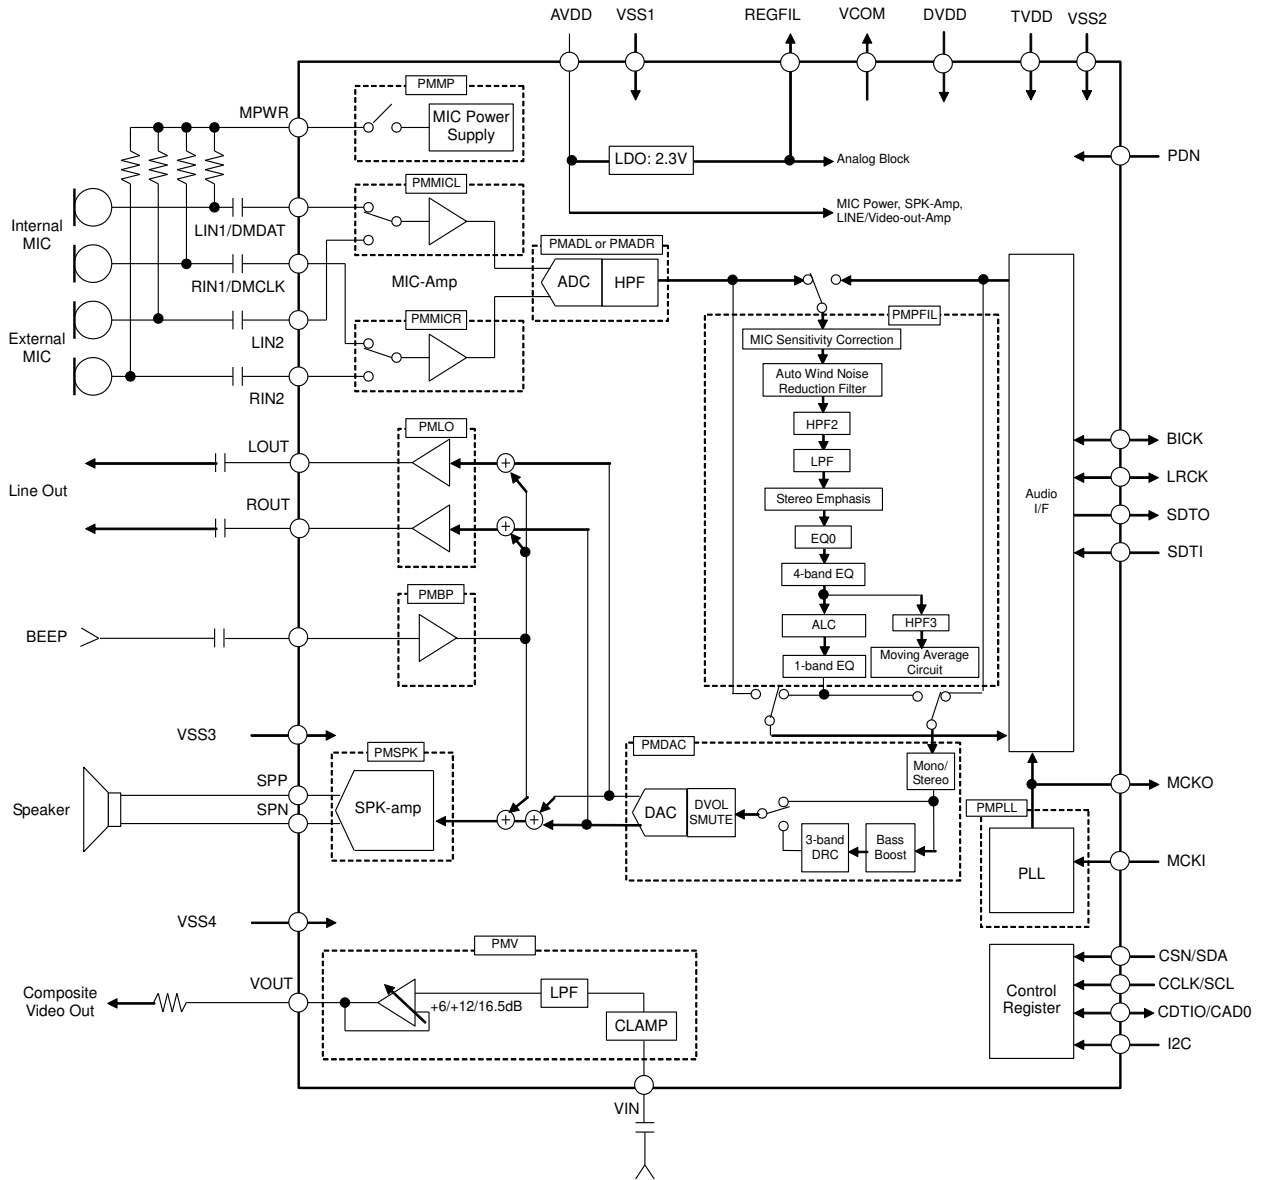 AVDD
VSS1
REGFIL
VCOM
DVDD
TVDD
VSS2
PMMP
MPWR
MIC Power
Supply
LDO: 2.3V
Analog Block
PDN
PMMICL
MIC Power, SPK-Amp,
LINE/Video-out-Amp
Internal
MIC
LIN1/DMDAT
PMADL or PMADR
ADC
HPF
MIC-Amp
RIN1/DMCLK
PMMICR
PMPFIL
External
MIC
LIN2
RIN2
MIC Sensitivity Correction
Auto Wind Noise
Reduction Filter
HPF2
LPF
Stereo Emphasis
EQ0
4-band EQ
ALC
HPF3
1-band EQ
Moving Average
Circuit
Audio
I/F
BICK
LRCK
SDTO
SDTI
PMLO
LOUT
+
Line Out
ROUT
+
PMBP
BEEP
VSS3
PMSPK
PMDAC
Mono/
Stereo
SPP
Speaker
SPN
SPK-amp
+
+
DAC
DVOL
SMUTE
3-band
DRC
Bass
Boost
PMPLL
MCKO
PLL
MCKI
VSS4
PMV
VOUT
Composite
Video Out
+6/+12/16.5dB
LPF
CLAMP
VIN
Control
Register
CSN/SDA
CCLK/SCL
CDTIO/CAD0
I2C